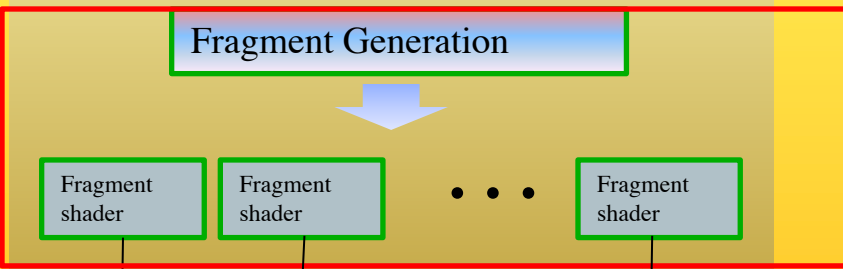 Fragment Generation
Fragment
shader
Fragment
shader
• • •
Fragment
shader